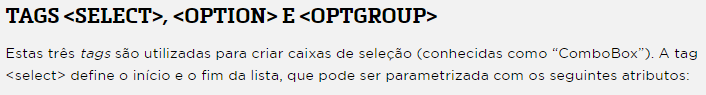 TAGS <SELECT>, <OPTION> E <OPTGROUP>
Estas três tags são utilizadas para criar caixas de seleção (conhecidas como “ComboBox”). A tag
<select> define o início e o fim da lista, que pode ser parametrizada com os seguintes atributos: